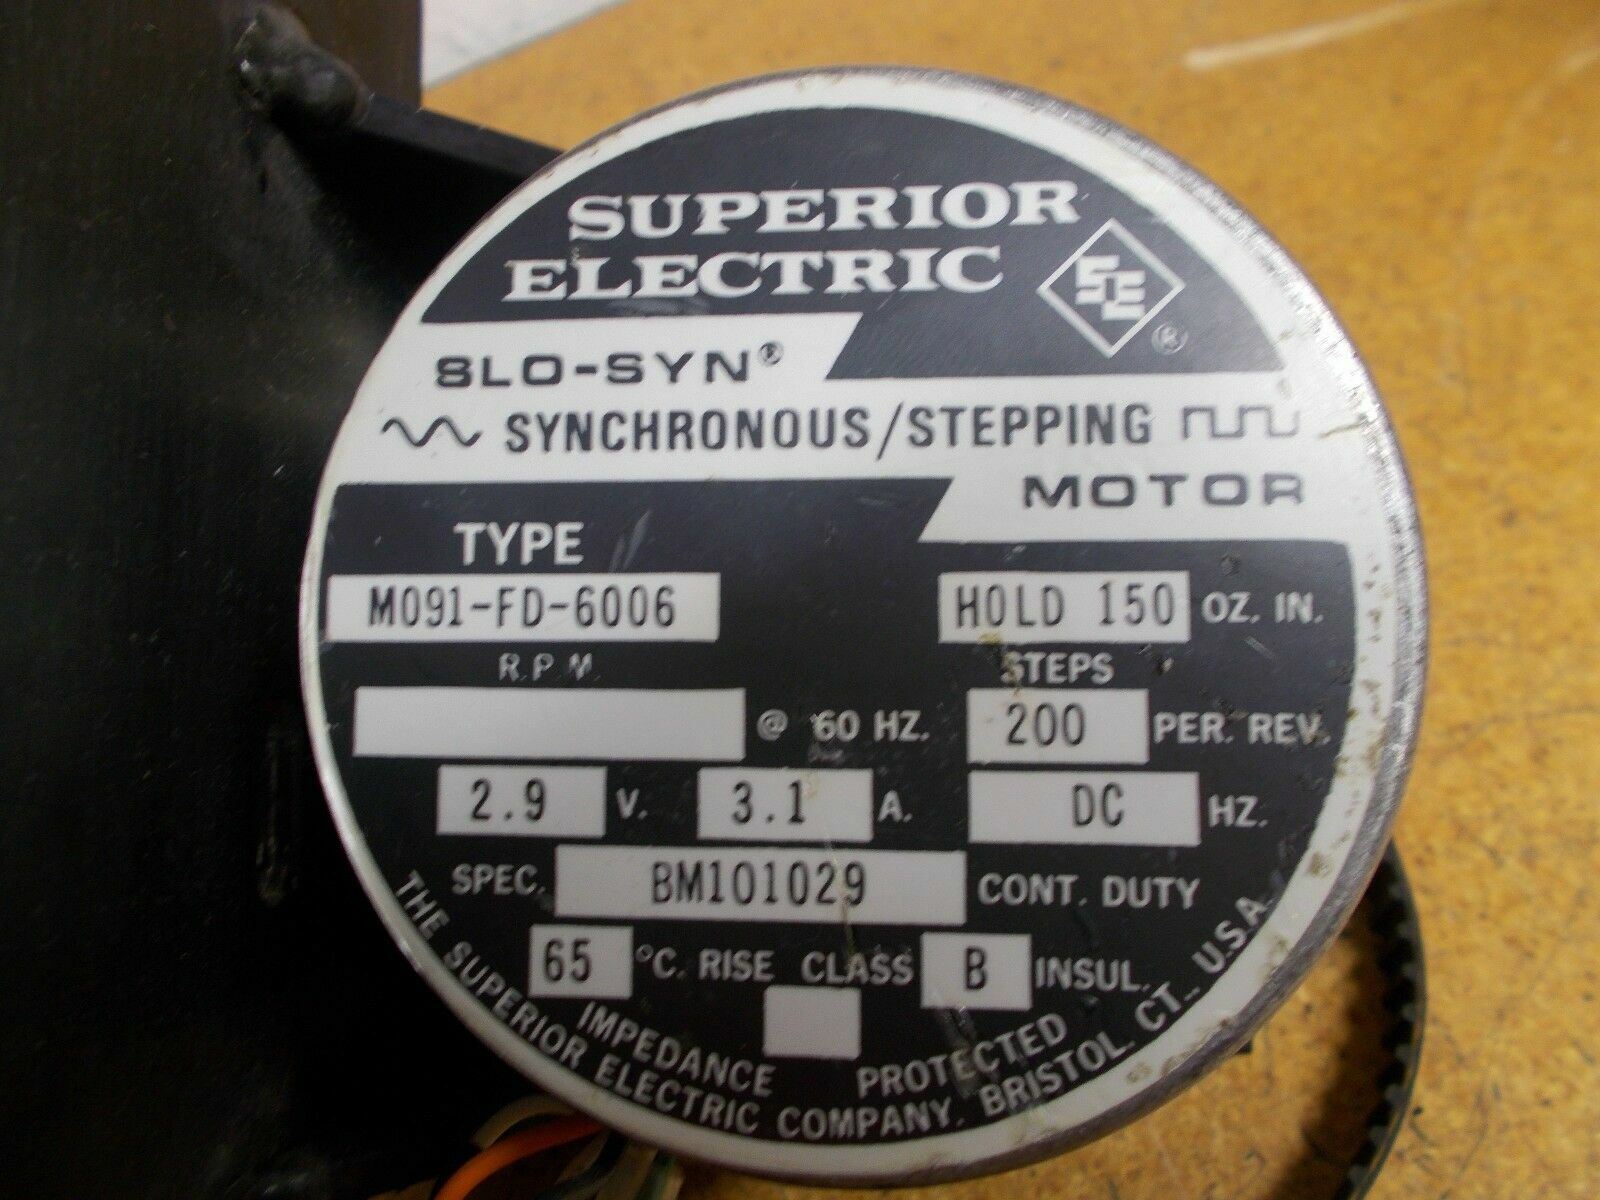 SUPERIOR
ELECTRIC
SE
®
SLO-SYN®
SYNCHRONOUS/STEPPING
MOTOR
TYPE
M091-FD-6006
HOLD 150 OZ. IN.
R.P.M.
@ 60 HZ.
STEPS
200 PER. REV.
2.9 V. 3.1 A. DC HZ.
SPEC. BM101029 CONT. DUTY
65 °C. RISE CLASS B INSUL.
IMPEDANCE PROTECTED
THE SUPERIOR ELECTRIC COMPANY, BRISTOL, CT., U.S.A.